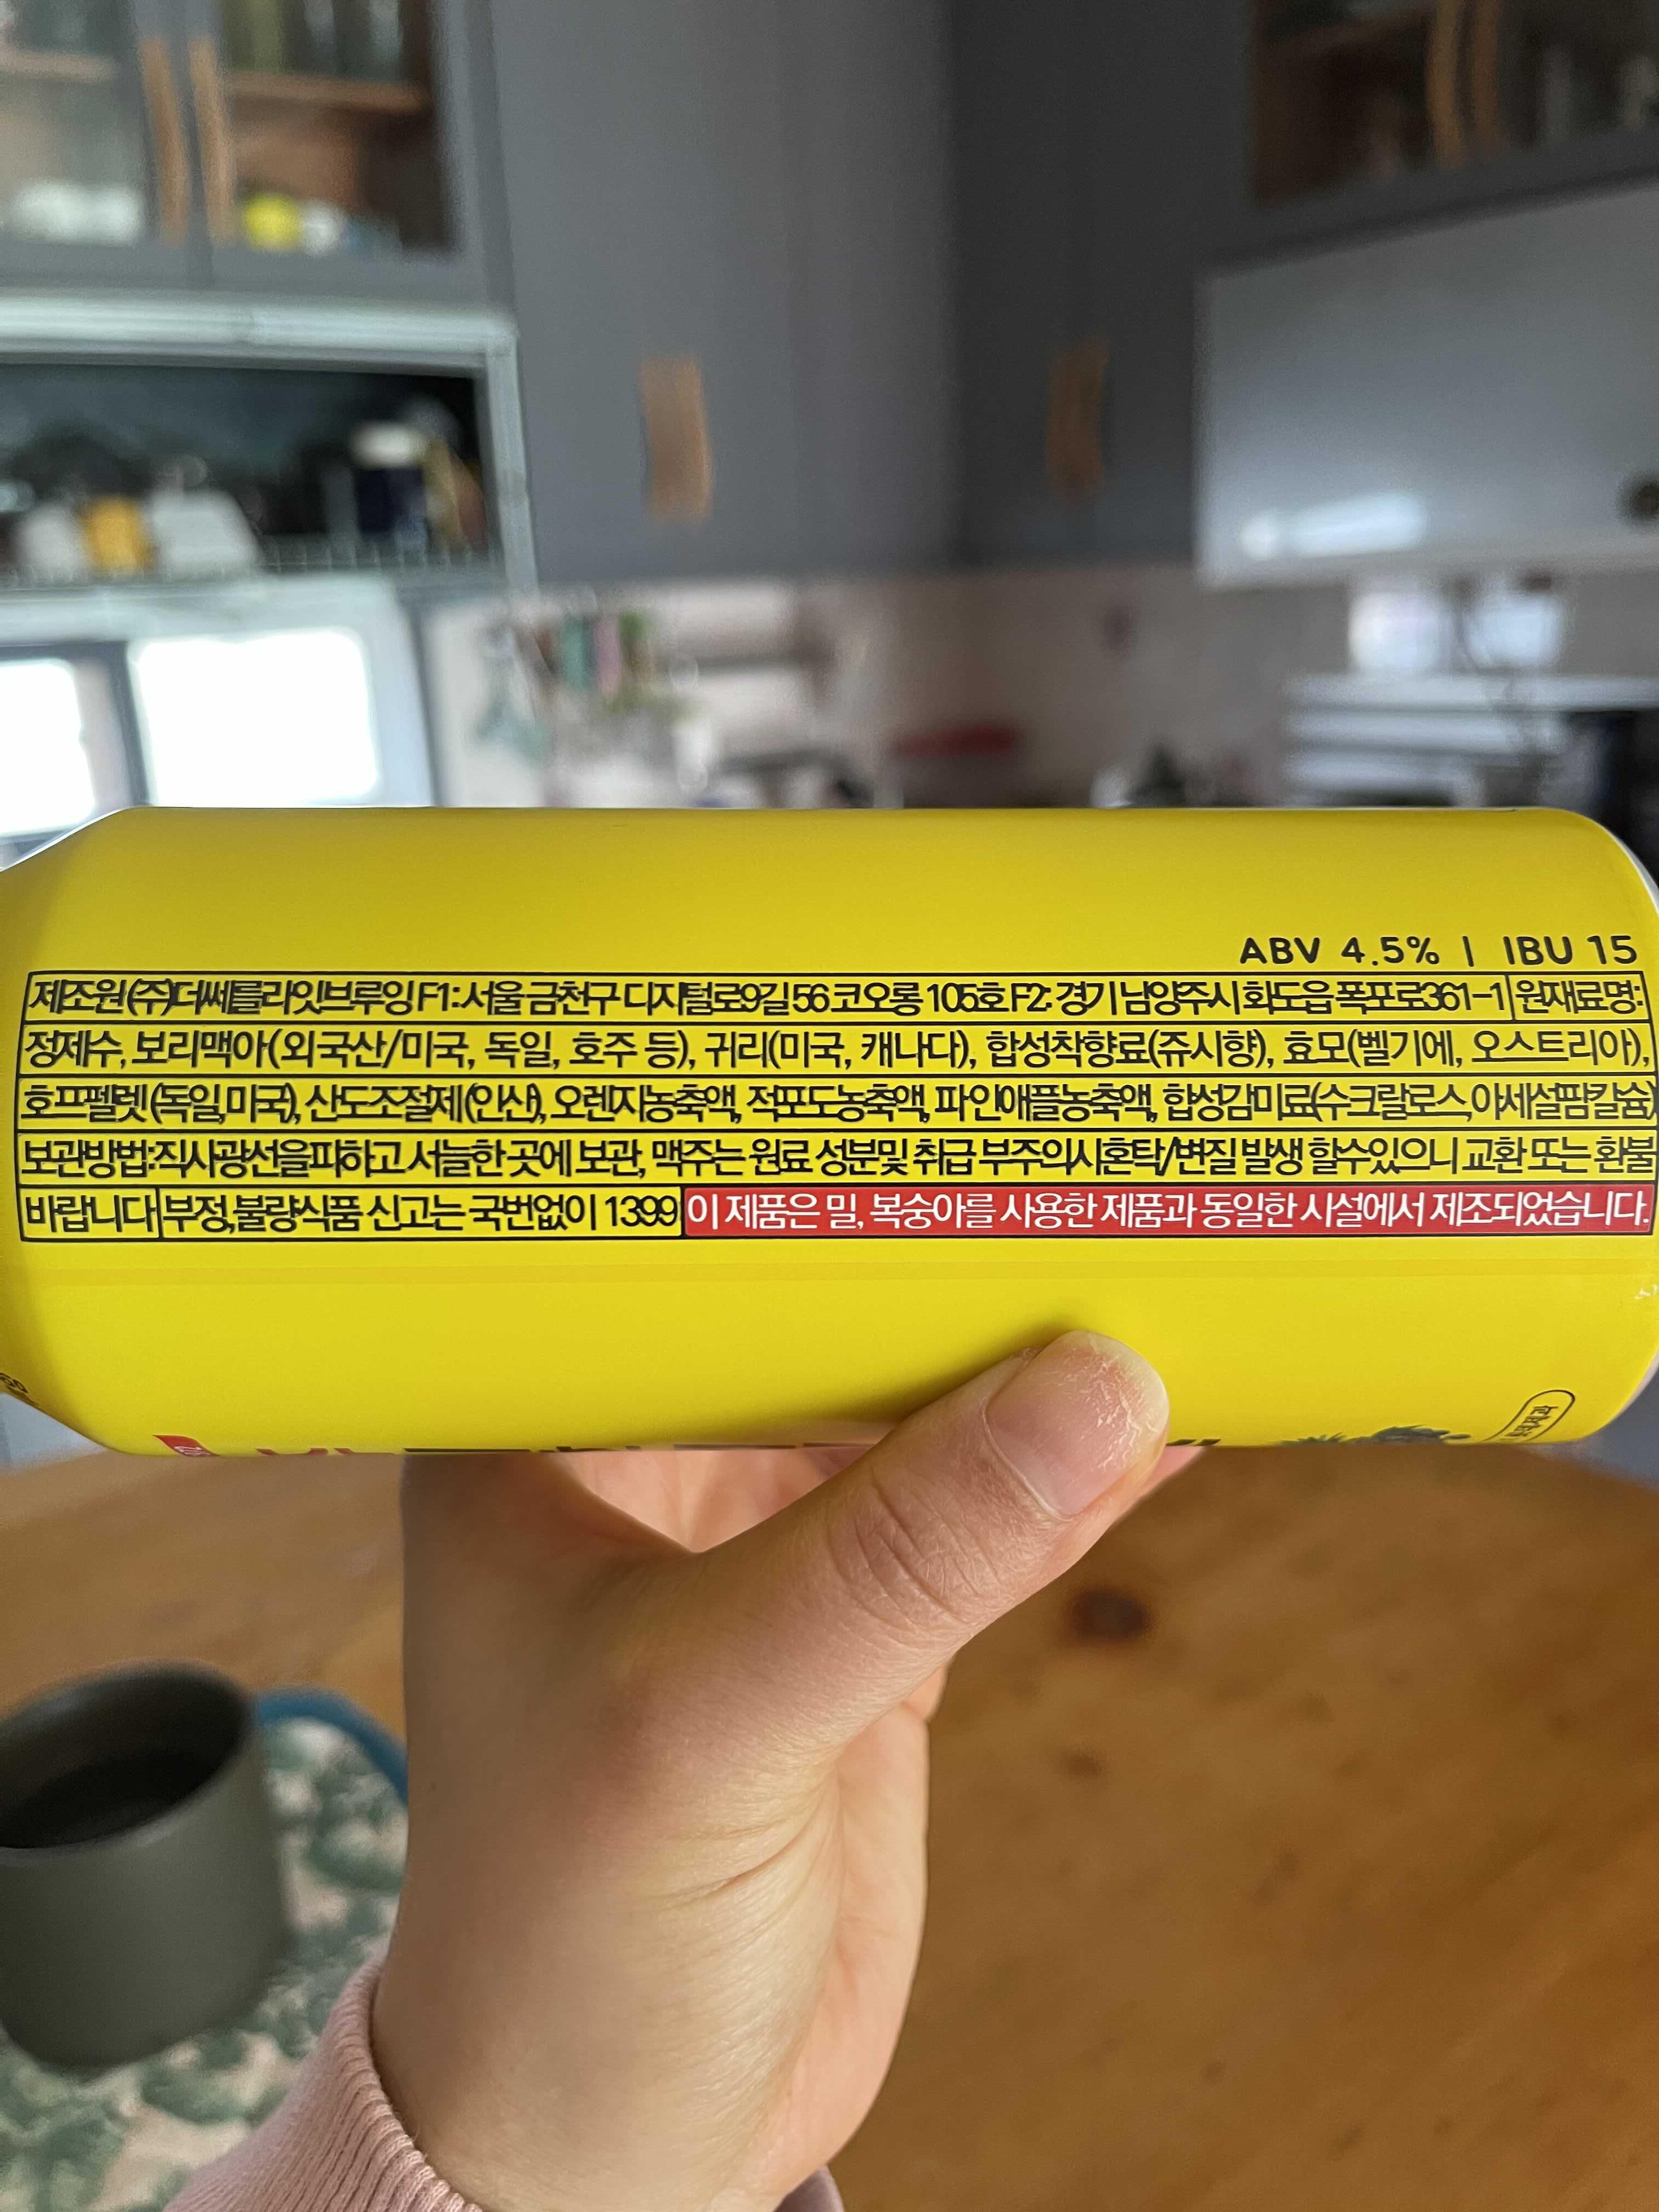 ABV 4.5% | IBU 15
제조원 (주)더쎄를라잇브루잉 F1:서울 금천구 디지털로9길 56 코오롱 105호 F2: 경기 남양주시 화도읍 폭포로361-1 원재료명:
정제수, 보리맥아(외국산/미국, 독일, 호주 등), 귀리(미국, 캐나다), 합성착향료(쥬시향), 효모(벨기에, 오스트리아),
호프펠렛(독일,미국), 산도조절제(인산), 오렌지농축액, 적포도농축액, 파인애플농축액, 합성감미료(수크랄로스,아세설팜칼슘)
보관방법:직사광선을피하고 서늘한 곳에 보관, 맥주는 원료 성분및 취급 부주의시혼탁/변질 발생 할수있으니 교환 또는 환불
바랍니다 부정,불량식품 신고는 국번없이 1399 이 제품은 밀, 복숭아를 사용한 제품과 동일한 시설에서 제조되었습니다.